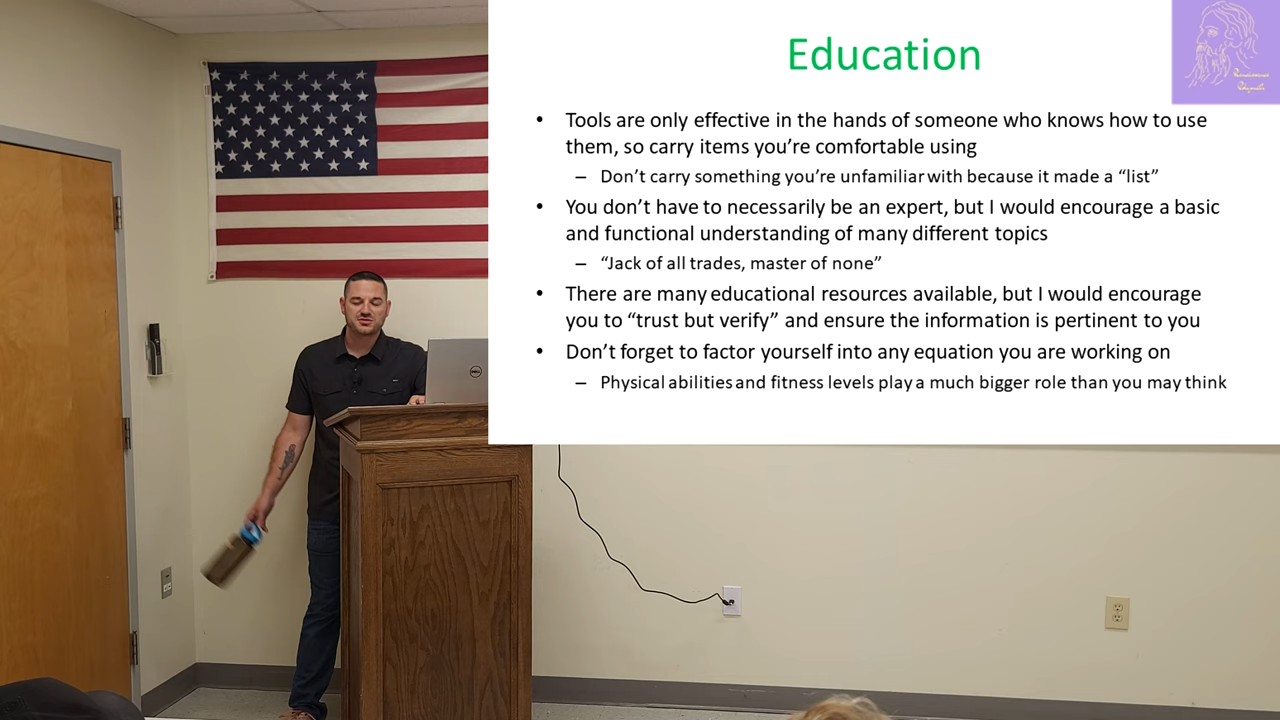 Education
• Tools are only effective in the hands of someone who knows how to use
them, so carry items you’re comfortable using
– Don’t carry something you’re unfamiliar with because it made a “list”
• You don’t have to necessarily be an expert, but I would encourage a basic
and functional understanding of many different topics
– “Jack of all trades, master of none”
• There are many educational resources available, but I would encourage
you to “trust but verify” and ensure the information is pertinent to you
• Don’t forget to factor yourself into any equation you are working on
– Physical abilities and fitness levels play a much bigger role than you may think
DELL